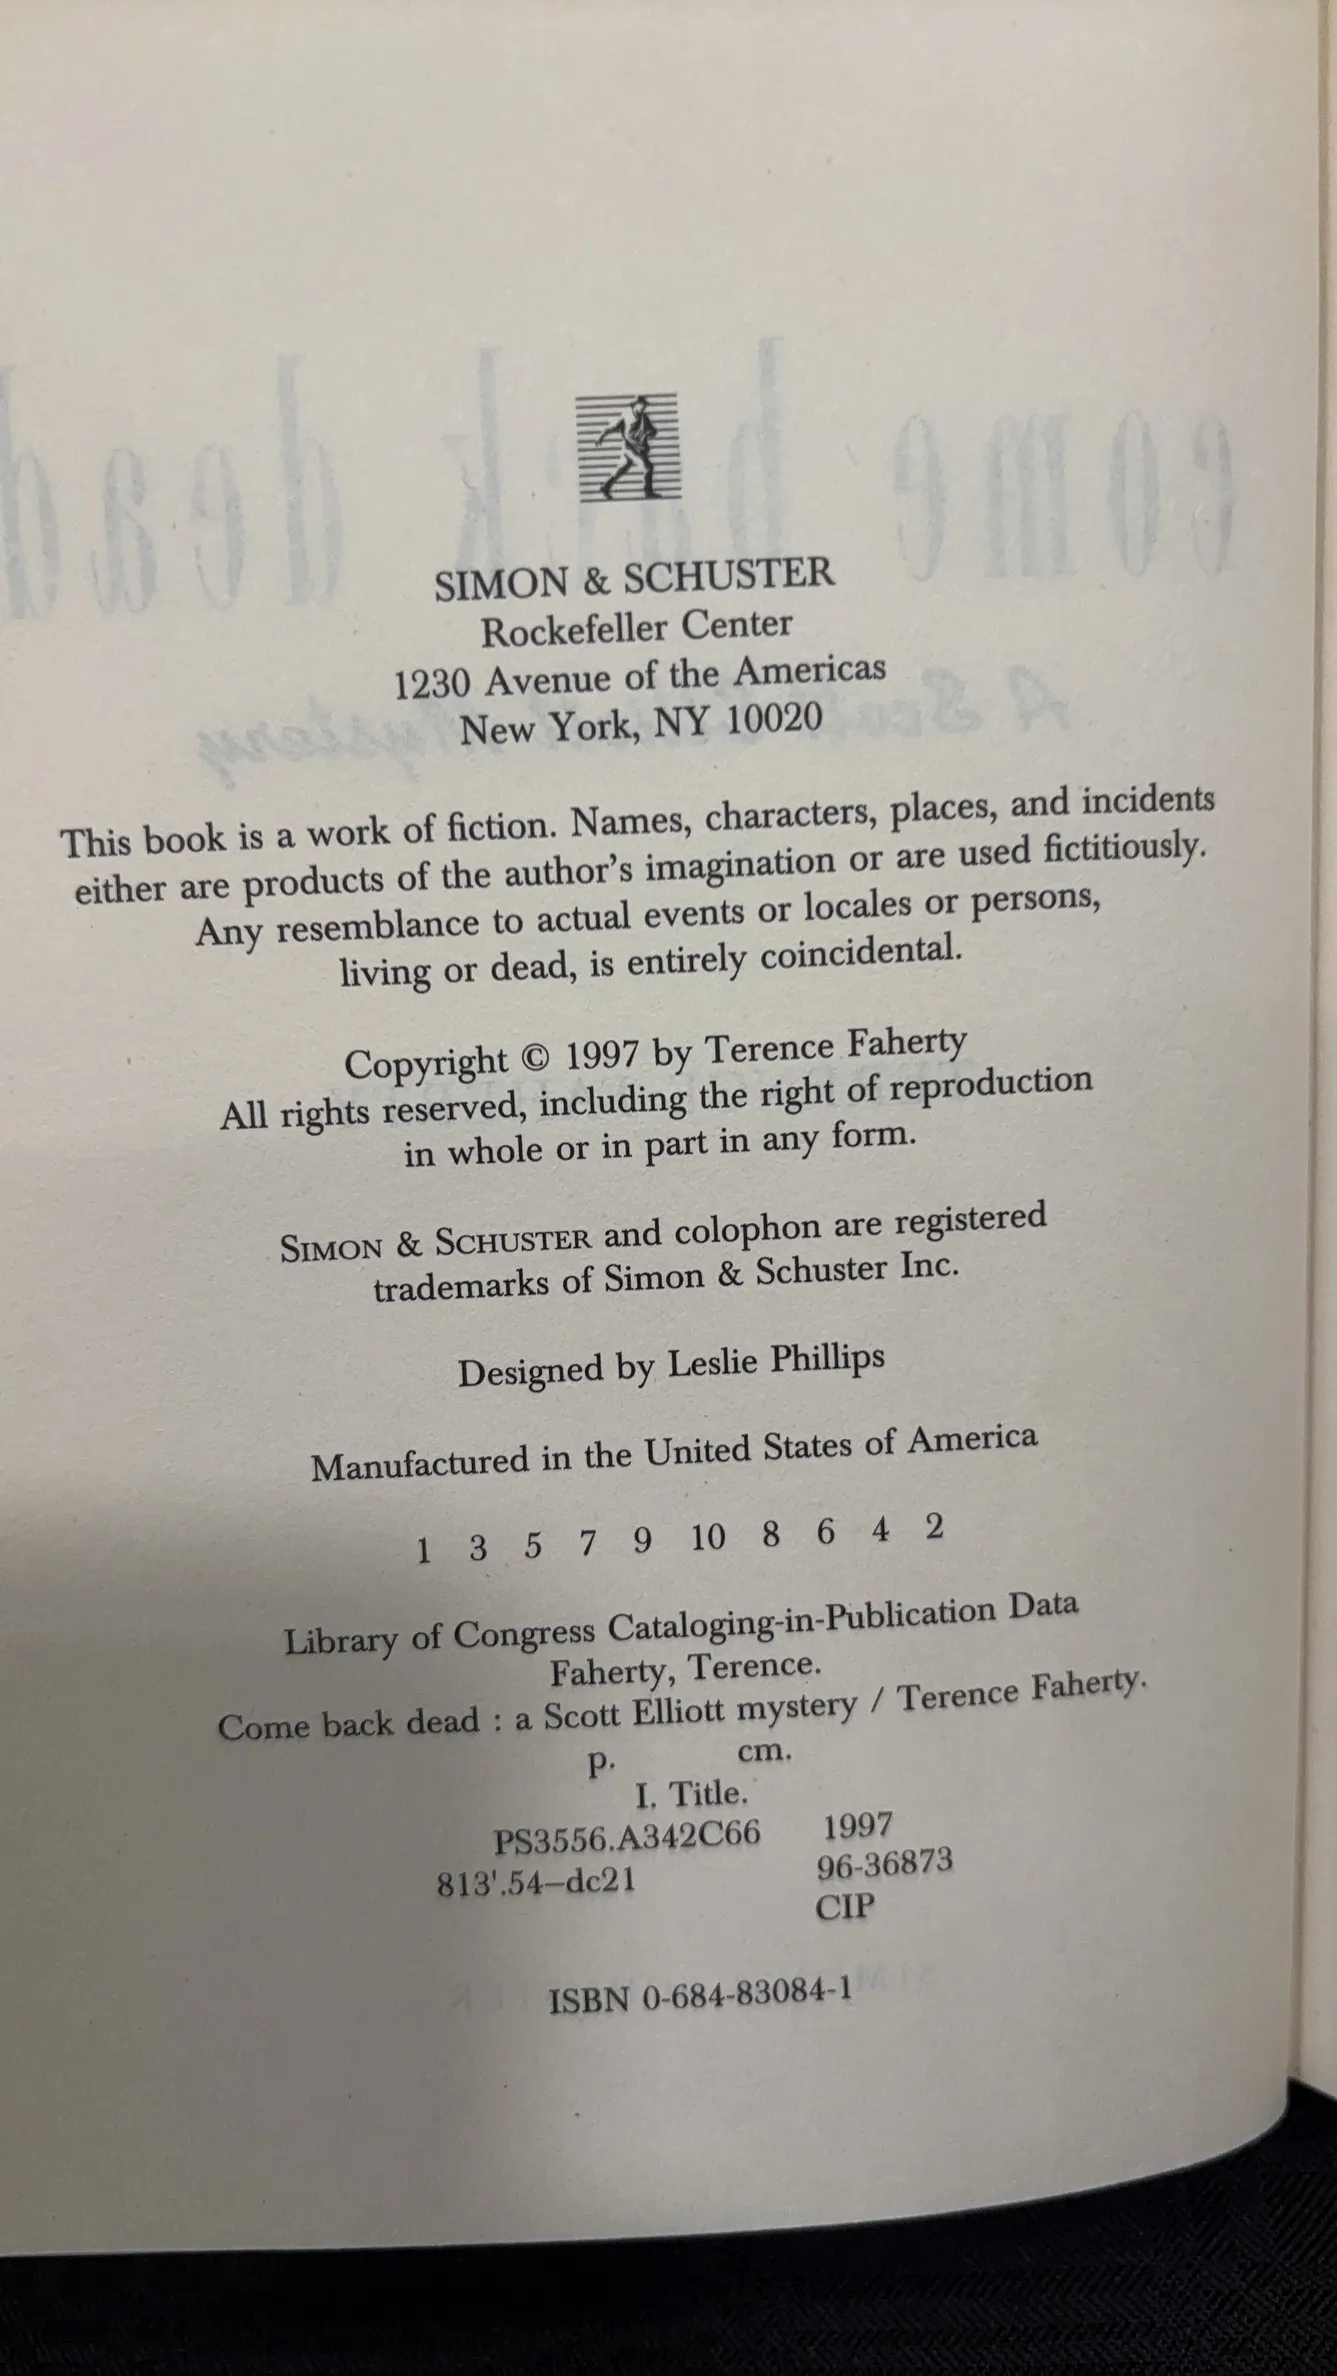 SIMON & SCHUSTER
Rockefeller Center
1230 Avenue of the Americas
New York, NY 10020
This book is a work of fiction. Names, characters, places, and incidents
either are products of the author's imagination or are used fictitiously.
Any resemblance to actual events or locales or persons,
living or dead, is entirely coincidental.
Copyright © 1997 by Terence Faherty
All rights reserved, including the right of reproduction
in whole or in part in any form.
SIMON & SCHUSTER and colophon are registered
trademarks of Simon & Schuster Inc.
Designed by Leslie Phillips
Manufactured in the United States of America
1 3 5 7 9 10 8 6 4 2
Library of Congress Cataloging-in-Publication Data
Faherty, Terence.
Come back dead : a Scott Elliott mystery / Terence Faherty.
p. cm.
I. Title.
PS3556.A342C66 1997
813'.54–dc21 96-36873
CIP
ISBN 0-684-83084-1